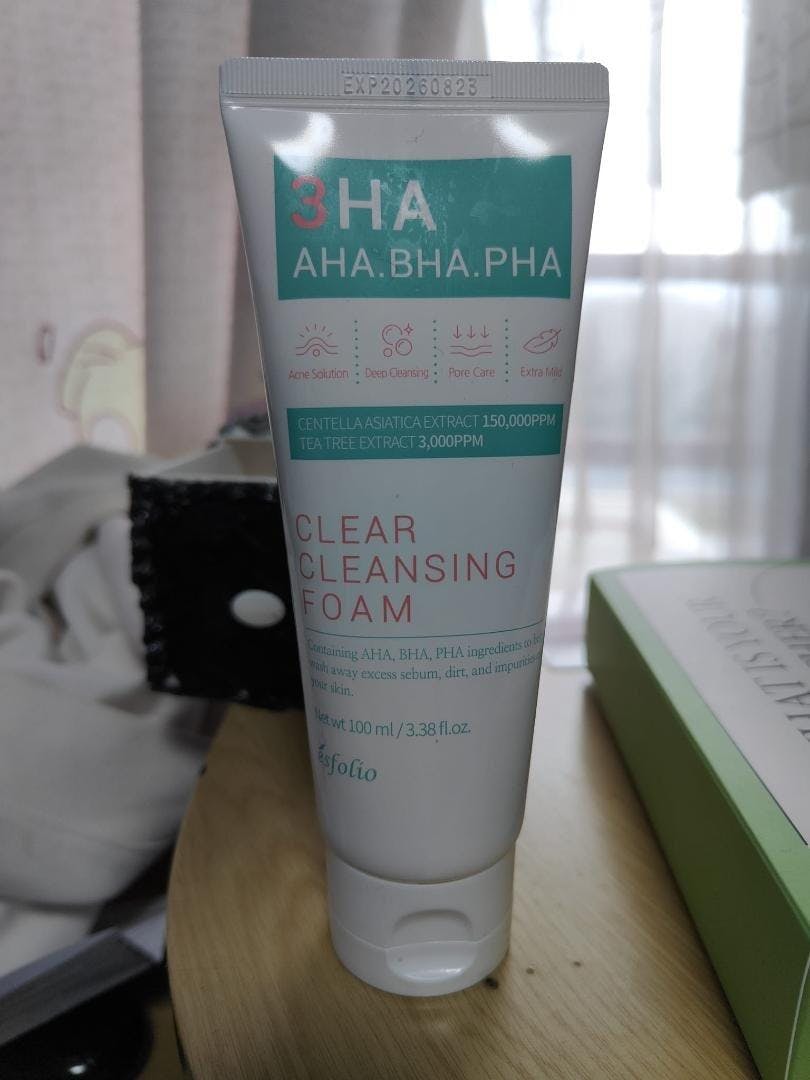 EXP20260823
3HA
AHA.BHA.PHA
Acne Solution
Deep Cleansing
Pore Care
Extra Mild
CENTELLA ASIATICA EXTRACT 150,000PPM
TEA TREE EXTRACT 3,000PPM
CLEAR
CLEANSING
FOAM
Containing AHA, BHA, PHA ingredients to
wash away excess sebum, dirt, and impurities
your skin.
Net wt 100 ml / 3.38 fl.oz.
ésfolio